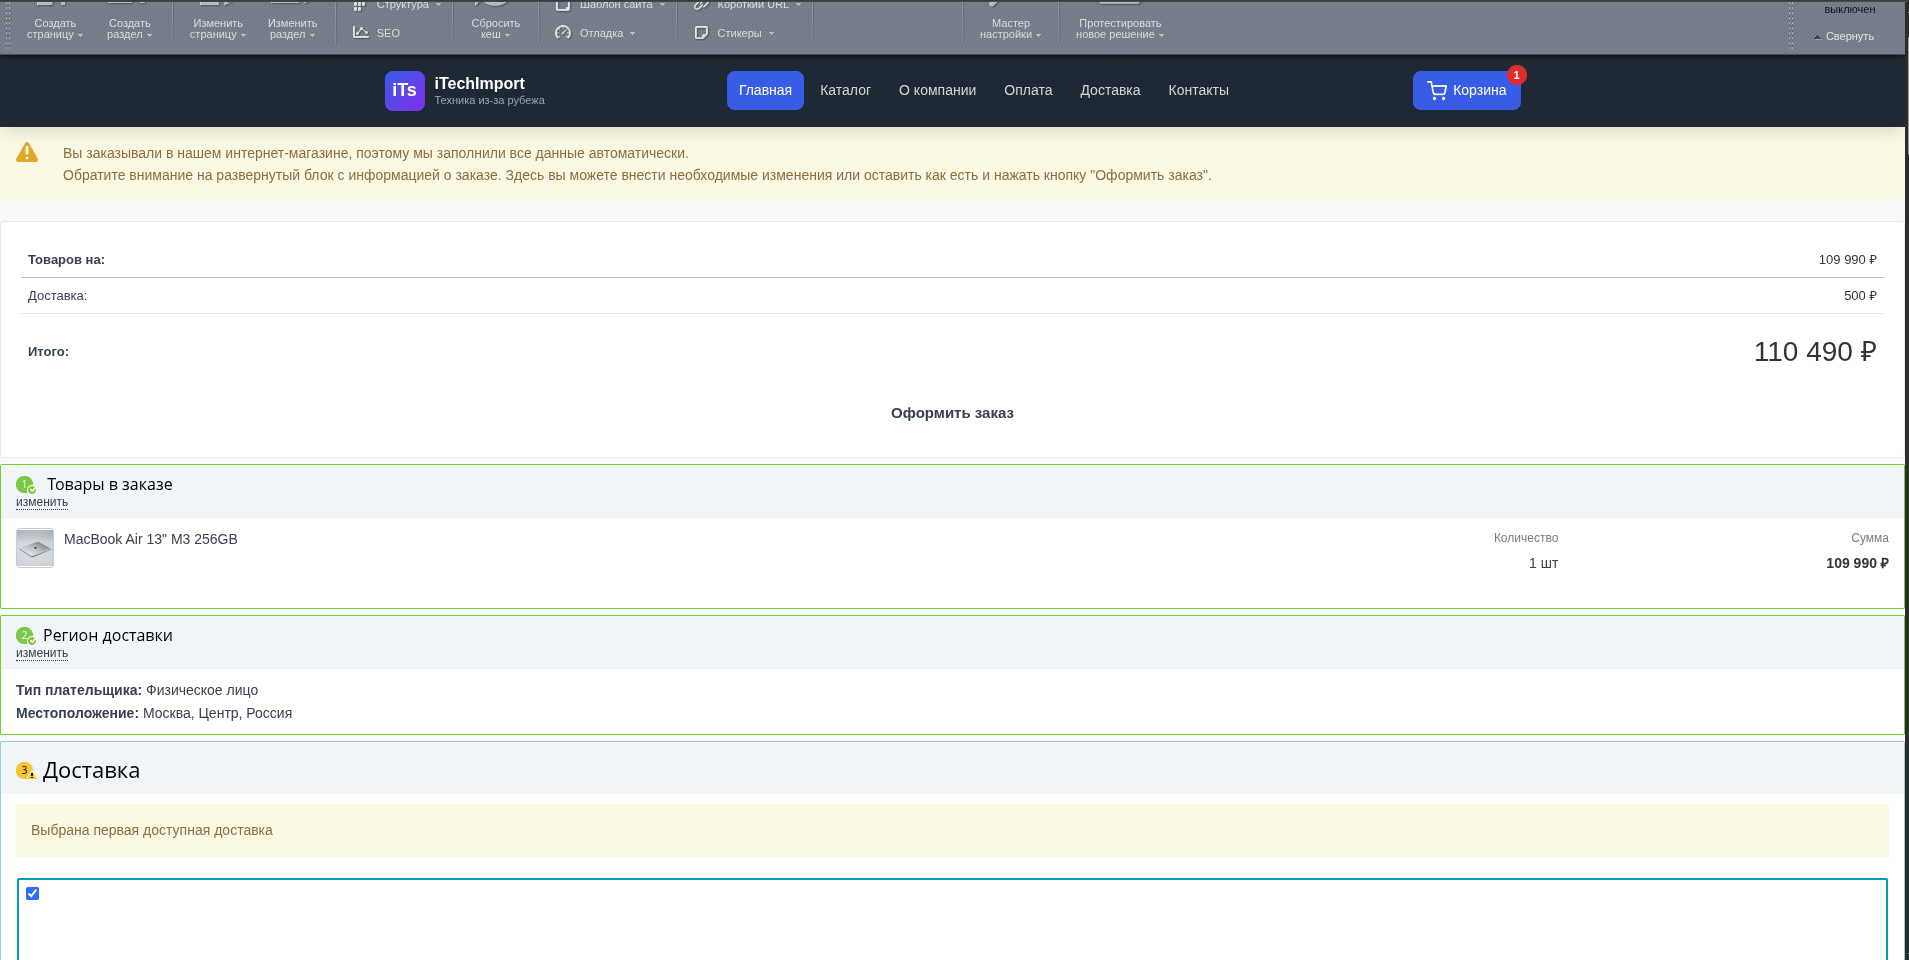 Структура
Шаблон сайта
Короткий URL
выключен
Создать страницу
Создать раздел
Изменить страницу
Изменить раздел
SEO
Сбросить кеш
Отладка
Стикеры
Мастер настройки
Протестировать новое решение
Свернуть
iTs
iTechImport
Техника из-за рубежа
Главная
Каталог
О компании
Оплата
Доставка
Контакты
Корзина
1
Вы заказывали в нашем интернет-магазине, поэтому мы заполнили все данные автоматически.
Обратите внимание на развернутый блок с информацией о заказе. Здесь вы можете внести необходимые изменения или оставить как есть и нажать кнопку "Оформить заказ".
Товаров на: 109 990 ₽
Доставка: 500 ₽
Итого: 110 490 ₽
Оформить заказ
1 Товары в заказе
изменить
MacBook Air 13" M3 256GB
Количество
1 шт
Сумма
109 990 ₽
2 Регион доставки
изменить
Тип плательщика: Физическое лицо
Местоположение: Москва, Центр, Россия
3 Доставка
Выбрана первая доступная доставка